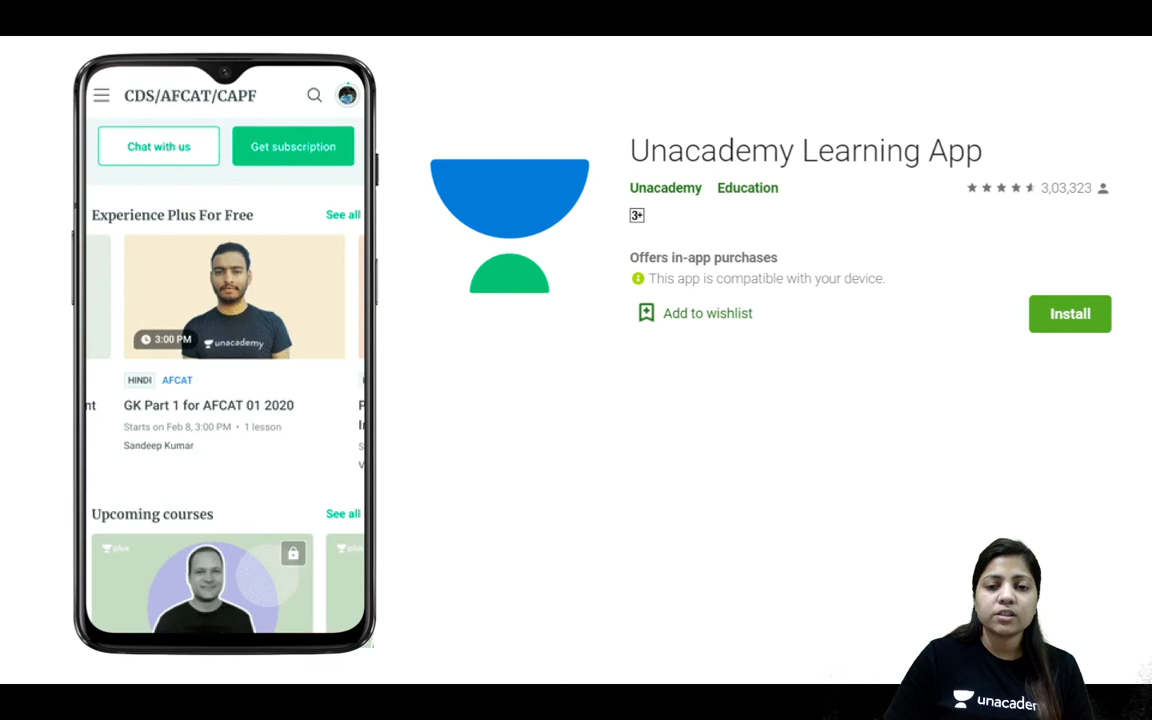 CDS/AFCAT/CAPF
Chat with us
Get subscription
Experience Plus For Free
See all
3:00 PM
unacademy
HINDI AFCAT
GK Part 1 for AFCAT 01 2020
Starts on Feb 8, 3:00 PM • 1 lesson
Sandeep Kumar
nt
Upcoming courses
See all
plus
Unacademy Learning App
Unacademy Education
3,03,323
3+
Offers in-app purchases
This app is compatible with your device.
Add to wishlist
Install
unacader